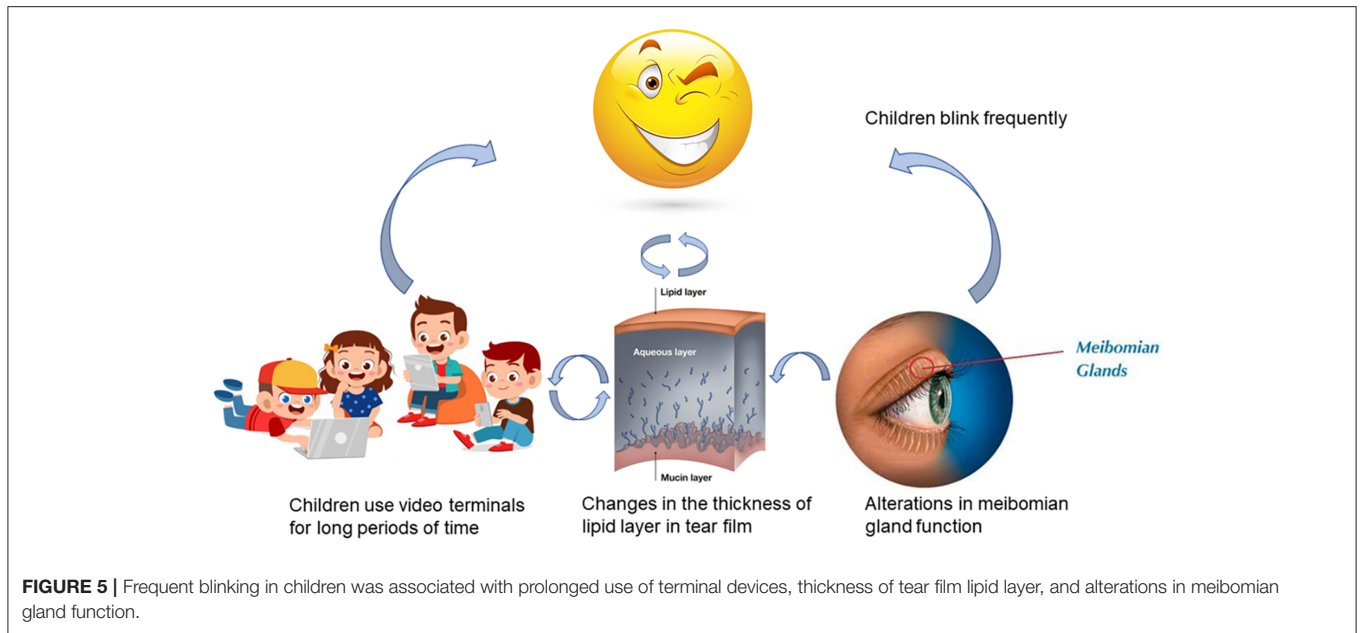 Children blink frequently
Lipid layer
Aqueous layer
Mucin layer
Meibomian
Glands
Children use video terminals
for long periods of time
Changes in the thickness of
lipid layer in tear film
Alterations in meibomian
gland function
FIGURE 5 | Frequent blinking in children was associated with prolonged use of terminal devices, thickness of tear film lipid layer, and alterations in meibomian
gland function.